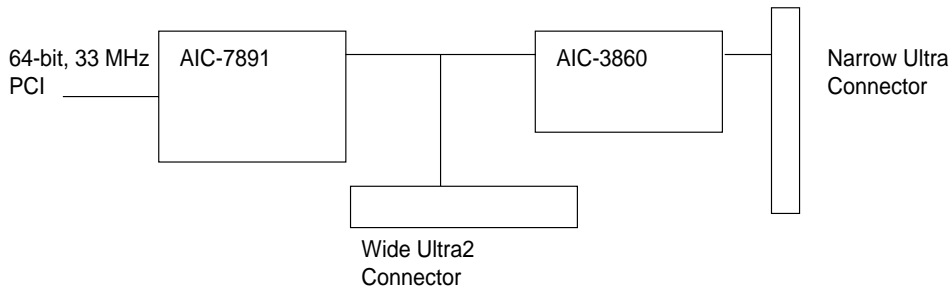 64-bit, 33 MHz
PCI
AIC-7891
AIC-3860
Narrow Ultra
Connector
Wide Ultra2
Connector